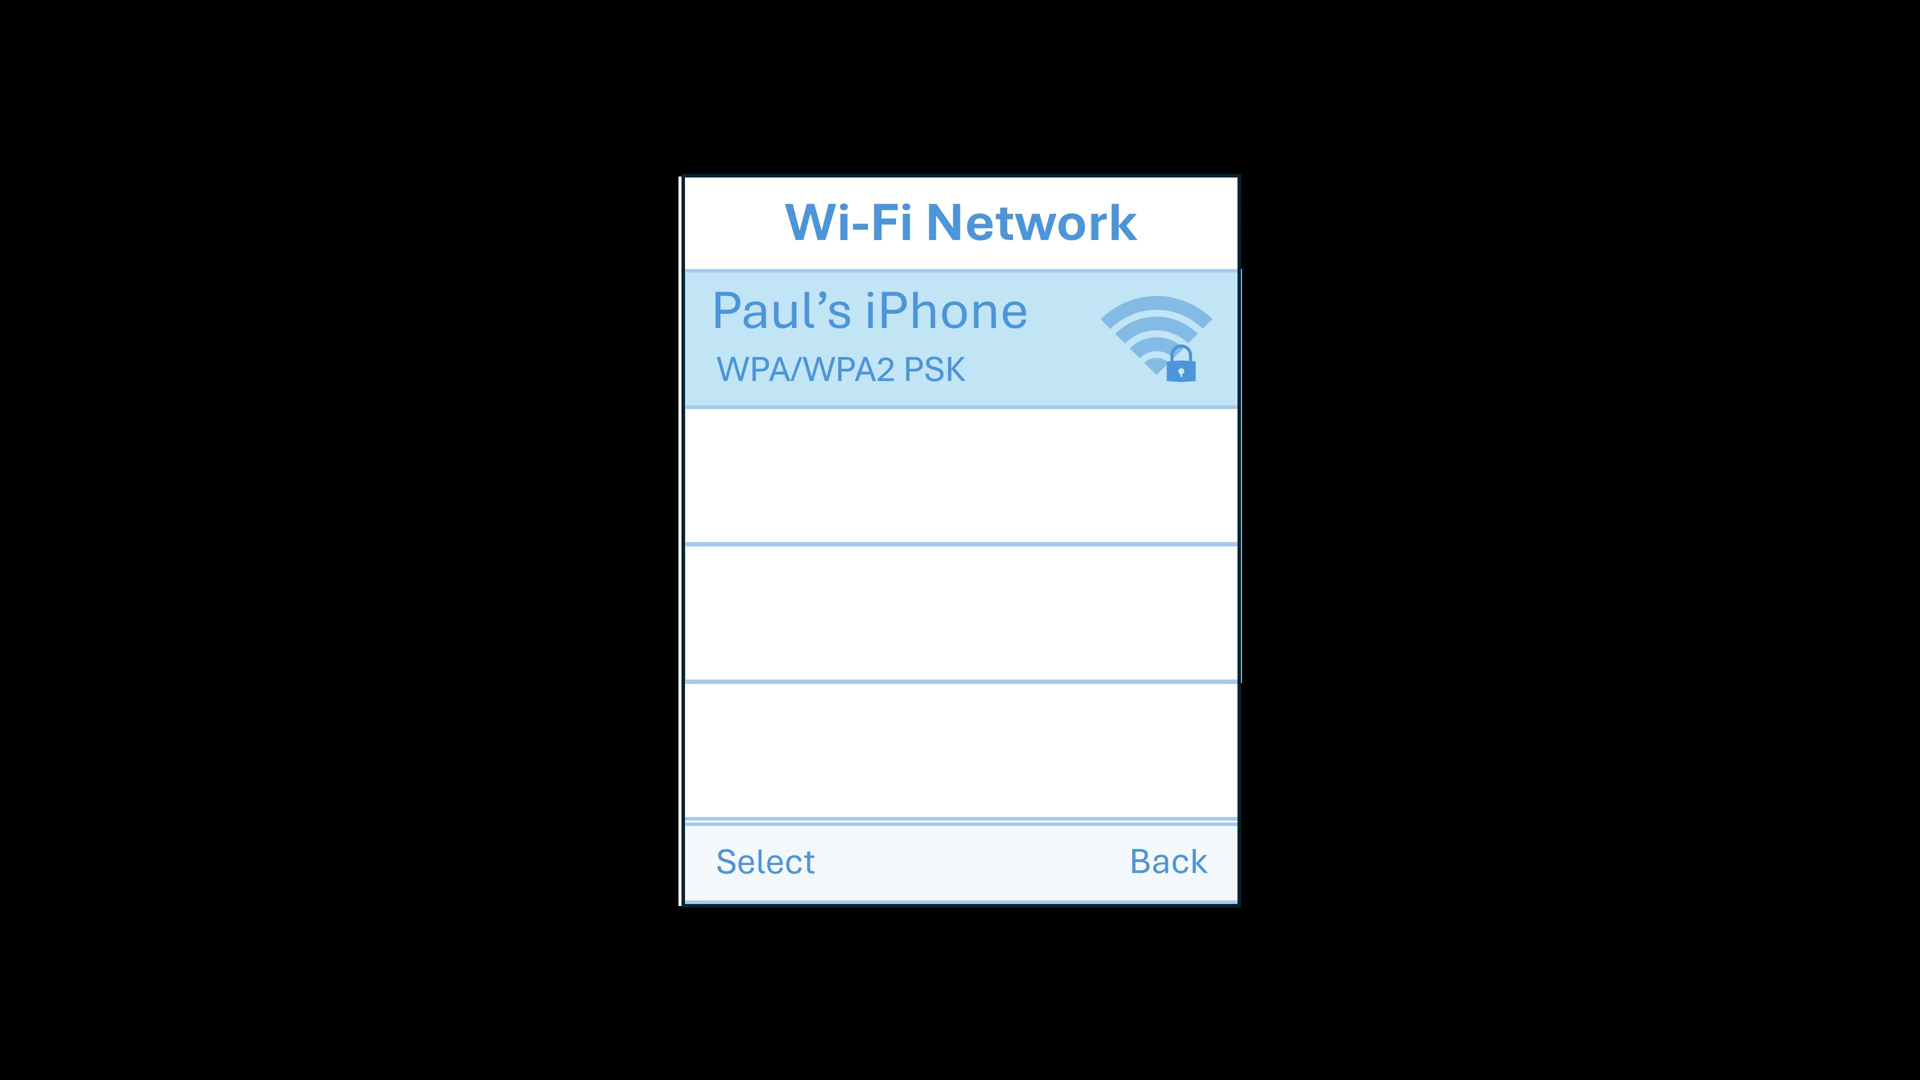 Wi-Fi Network
Paul’s iPhone
WPA/WPA2 PSK
Select
Back